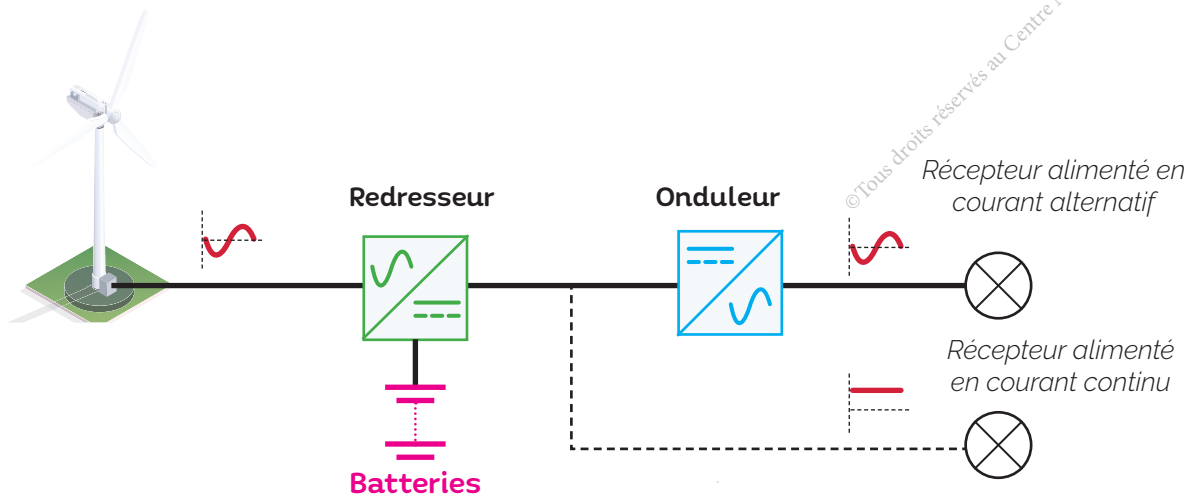 ©Tous droits réservés au Centre
Récepteur alimenté en
courant alternatif
Redresseur
Onduleur
Récepteur alimenté
en courant continu
Batteries